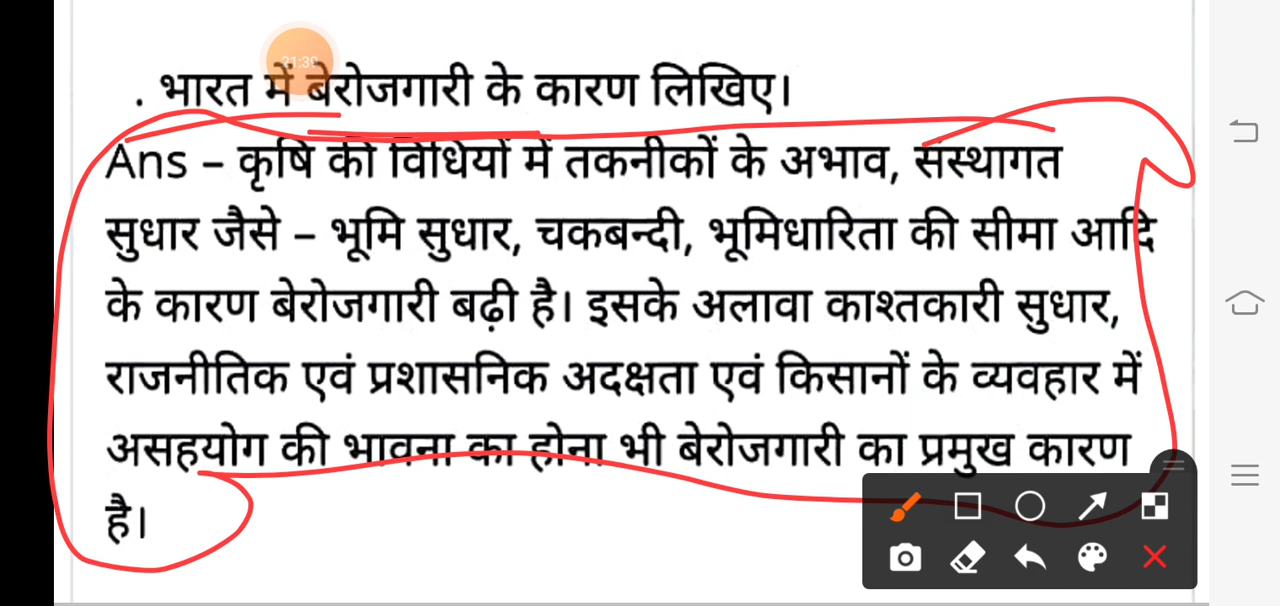 . भारत में बेरोजगारी के कारण लिखिए।
Ans – कृषि की विधियों में तकनीकों के अभाव, संस्थागत
सुधार जैसे – भूमि सुधार, चकबन्दी, भूमिधारिता की सीमा आदि
के कारण बेरोजगारी बढ़ी है। इसके अलावा काश्तकारी सुधार,
राजनीतिक एवं प्रशासनिक अदक्षता एवं किसानों के व्यवहार में
असहयोग की भावना का होना भी बेरोजगारी का प्रमुख कारण
है।